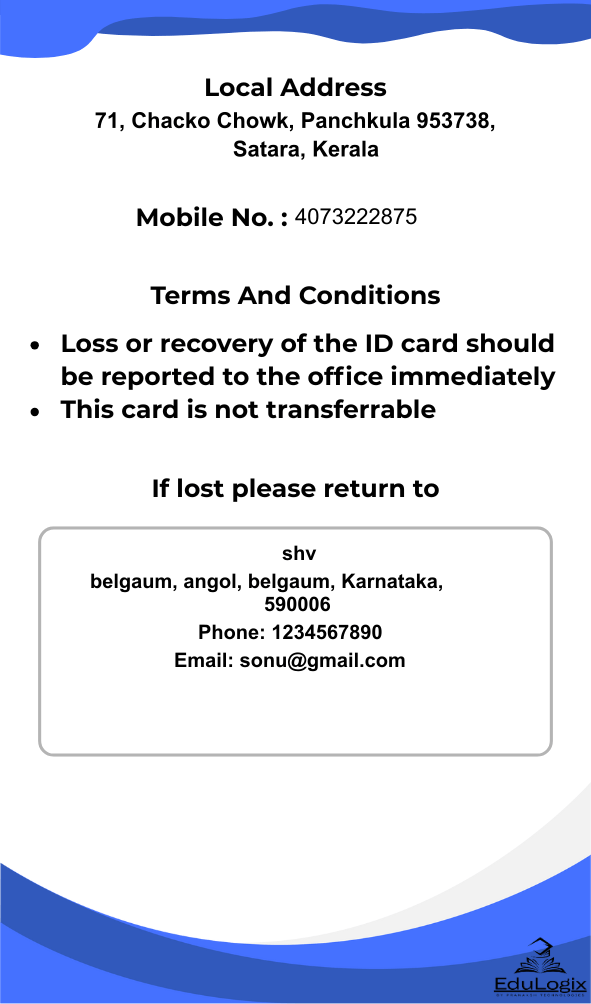 Local Address
71, Chacko Chowk, Panchkula 953738,
Satara, Kerala
Mobile No. : 4073222875
Terms And Conditions
• Loss or recovery of the ID card should
be reported to the office immediately
• This card is not transferrable
If lost please return to
shv
belgaum, angol, belgaum, Karnataka,
590006
Phone: 1234567890
Email: sonu@gmail.com
EduLogix